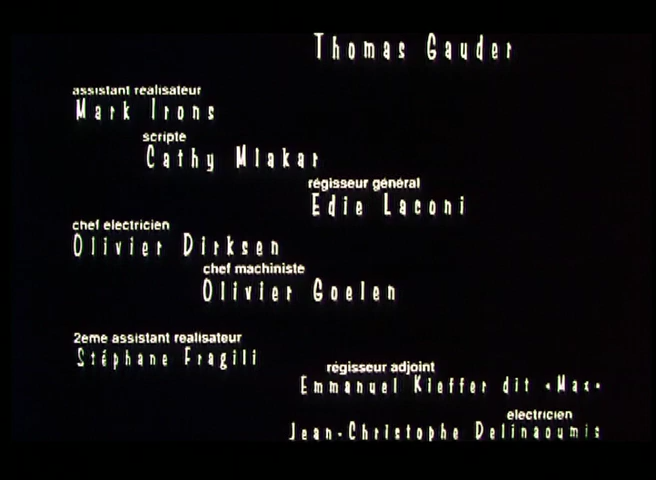 Thomas Gauder
assistant realisateur
Mark Irons
scripte
Cathy Mlakar
régisseur général
Edie Laconi
chef electricien
Olivier Dirksen
chef machiniste
Olivier Goelen
2eme assistant realisateur
Stéphane Fragili
régisseur adjoint
Emmanuel Kieffer dit «Max»
electricien
Jean-Christophe Delinaoumis